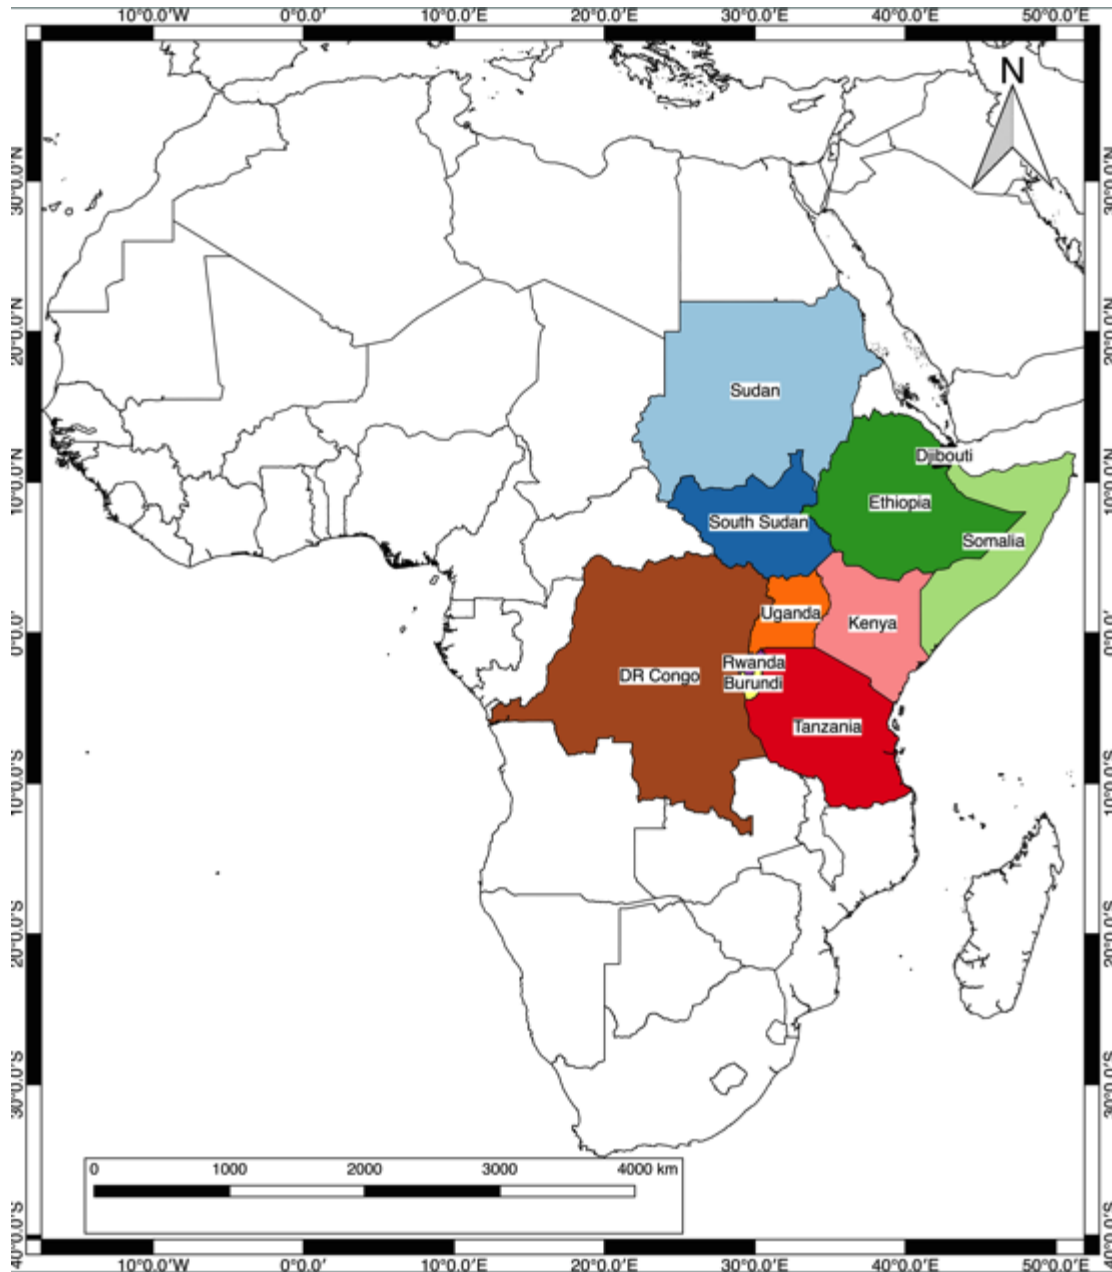 10°0.0'W 0°0.0' 10°0.0'E 20°0.0'E 30°0.0'E 40°0.0'E 50°0.0'E
N
30°0.0'N 30°0.0'N
20°0.0'N 20°0.0'N
Sudan
Djibouti
10°0.0'N 10°0.0'N
Ethiopia
South Sudan
Somalia
Uganda
Kenya
0°0.0' 0°0.0'
Rwanda
DR Congo
Burundi
Tanzania
10°0.0'S 10°0.0'S
20°0.0'S 20°0.0'S
30°0.0'S 30°0.0'S
0 1000 2000 3000 4000 km
40°0.0'S 40°0.0'S
10°0.0'W 0°0.0' 10°0.0'E 20°0.0'E 30°0.0'E 40°0.0'E 50°0.0'E